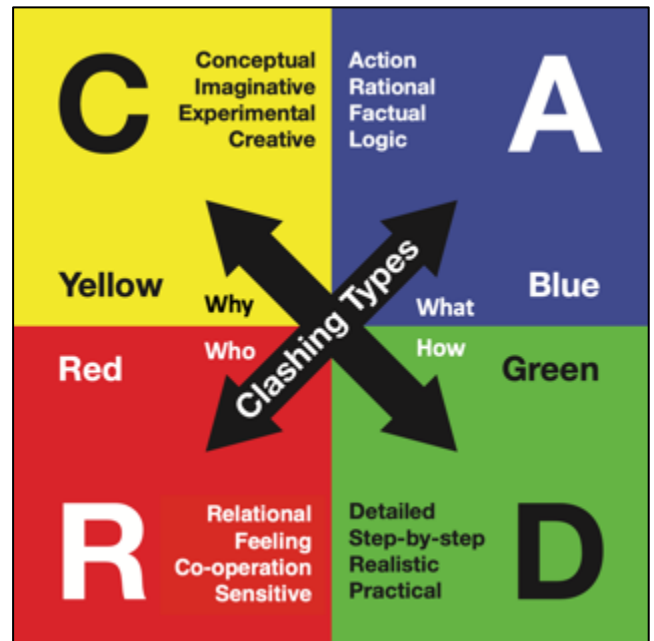 C
Conceptual
Imaginative
Experimental
Creative
Yellow
Why
Action
Rational
Factual
Logic
A
What
Blue
Clashing Types
Red
Who
R
Relational
Feeling
Co-operation
Sensitive
How
Green
Detailed
Step-by-step
Realistic
Practical
D